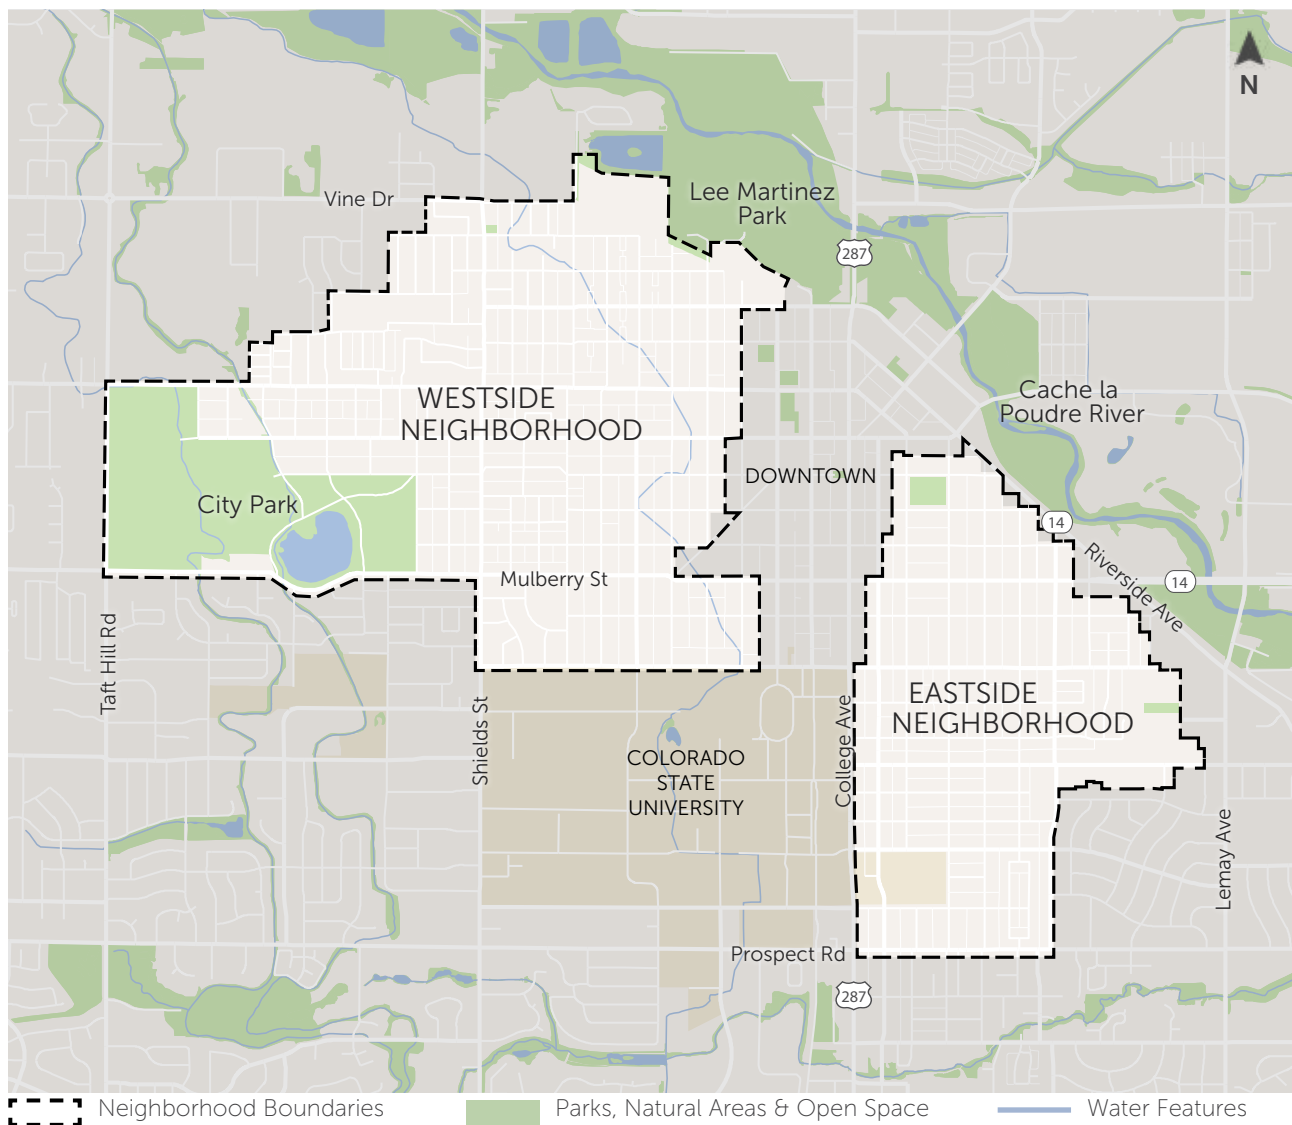 N
Vine Dr
Lee Martinez
Park
287
WESTSIDE
NEIGHBORHOOD
Cache la
Poudre River
City Park
DOWNTOWN
14
Riverside Ave
14
Mulberry St
Taft Hill Rd
Shields St
College Ave
EASTSIDE
NEIGHBORHOOD
COLORADO
STATE
UNIVERSITY
Lemay Ave
Prospect Rd
287
Neighborhood Boundaries
Parks, Natural Areas & Open Space
Water Features